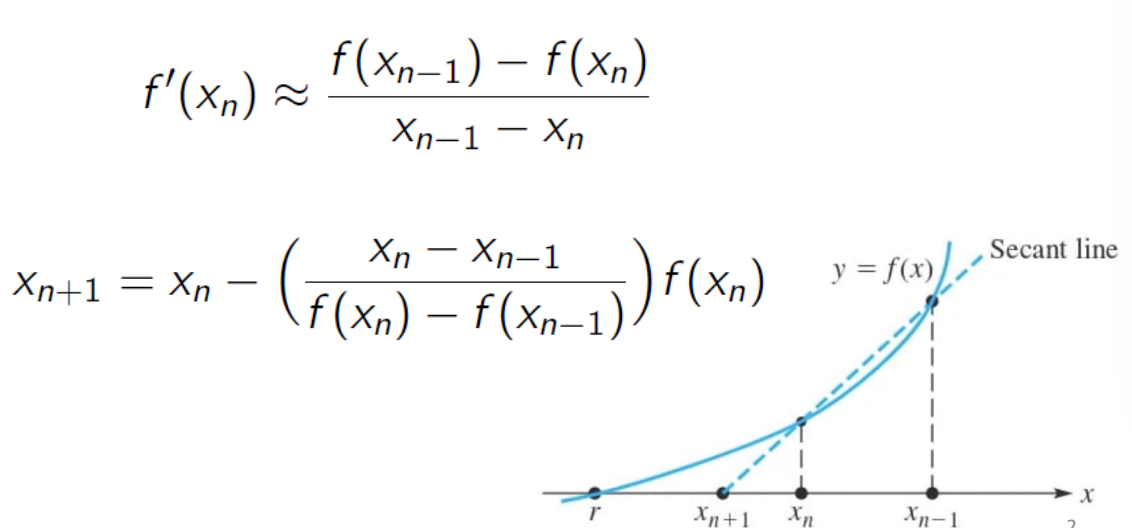 f′(xₙ) ≈ (f(xₙ₋₁) − f(xₙ)) / (xₙ₋₁ − xₙ)
xₙ₊₁ = xₙ − ((xₙ − xₙ₋₁) / (f(xₙ) − f(xₙ₋₁))) f(xₙ)
Secant line
y = f(x)
x
r xₙ₊₁ xₙ xₙ₋₁